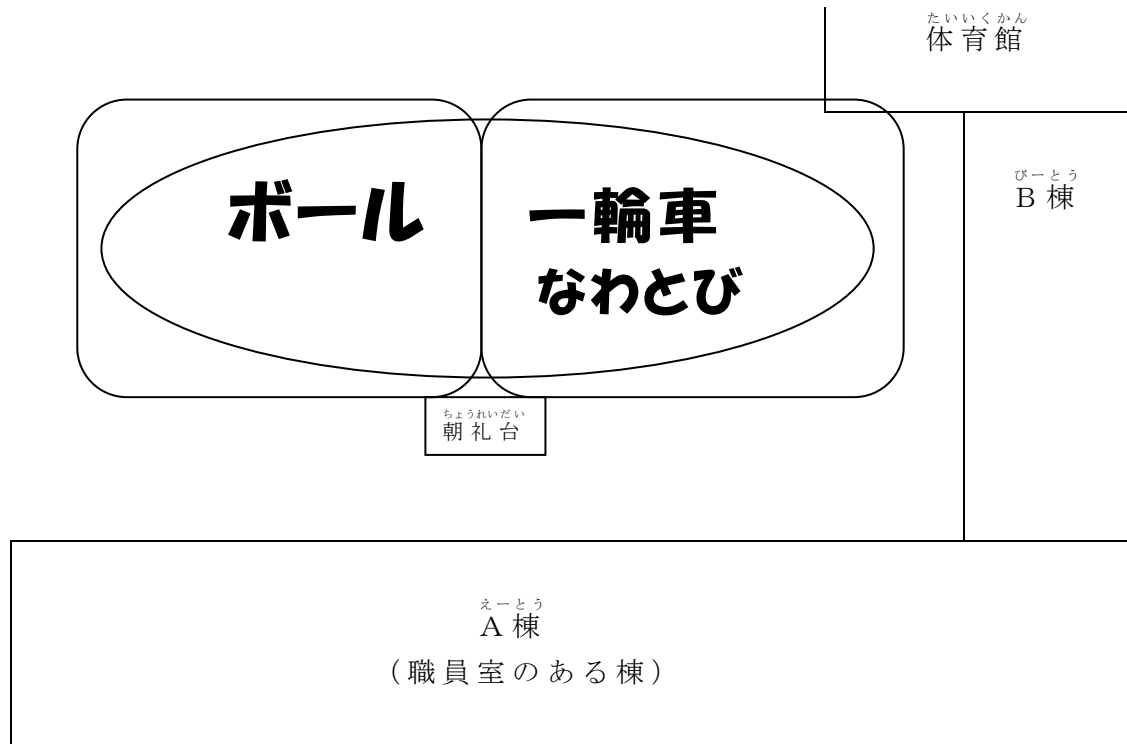 たいいくかん
体育館
びーとう
B棟
ボール
一輪車
なわとび
ちょうれいだい
朝礼台
えーとう
A棟
（職員室のある棟）